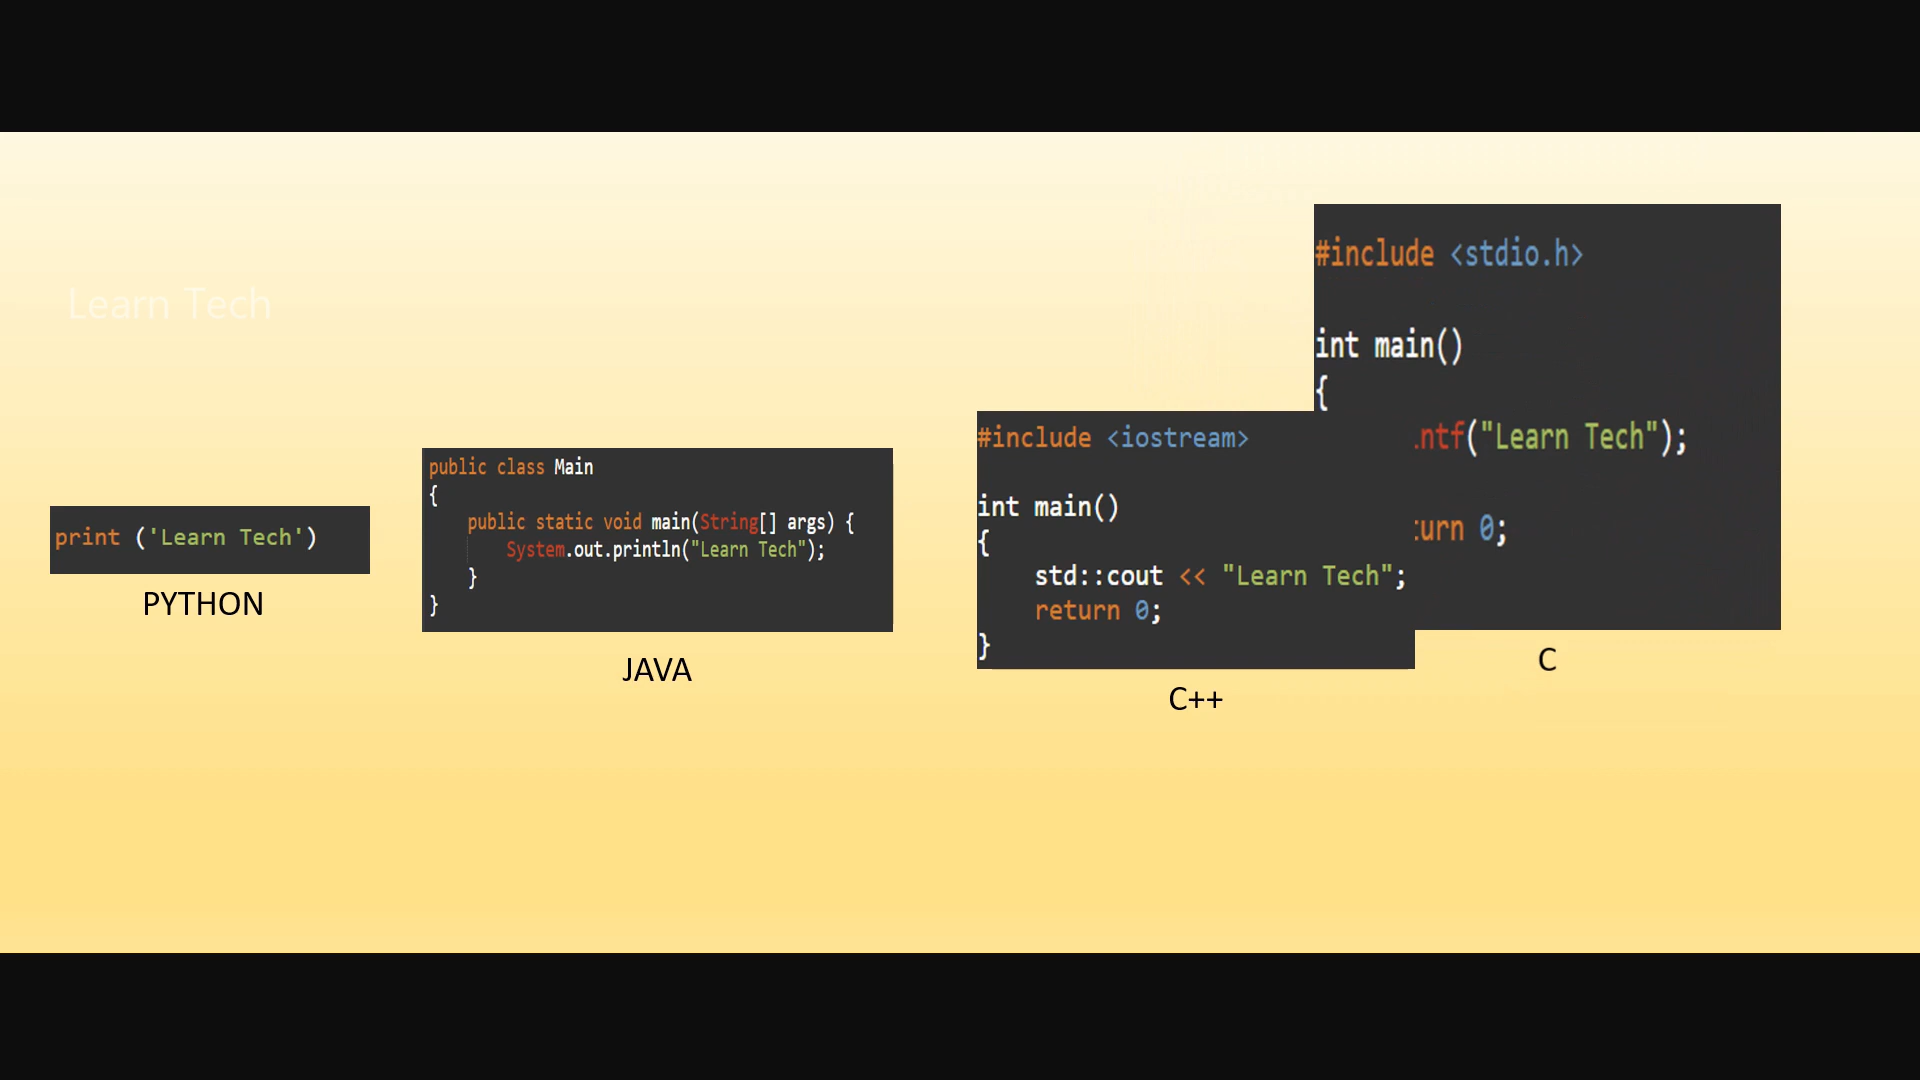 Learn Tech
print ('Learn Tech')
PYTHON
public class Main
{
    public static void main(String[] args) {
        System.out.println("Learn Tech");
    }
}
JAVA
#include <iostream>
int main()
{
    std::cout << "Learn Tech";
    return 0;
}
C++
#include <stdio.h>
int main()
{
ntf("Learn Tech");
urn 0;
C